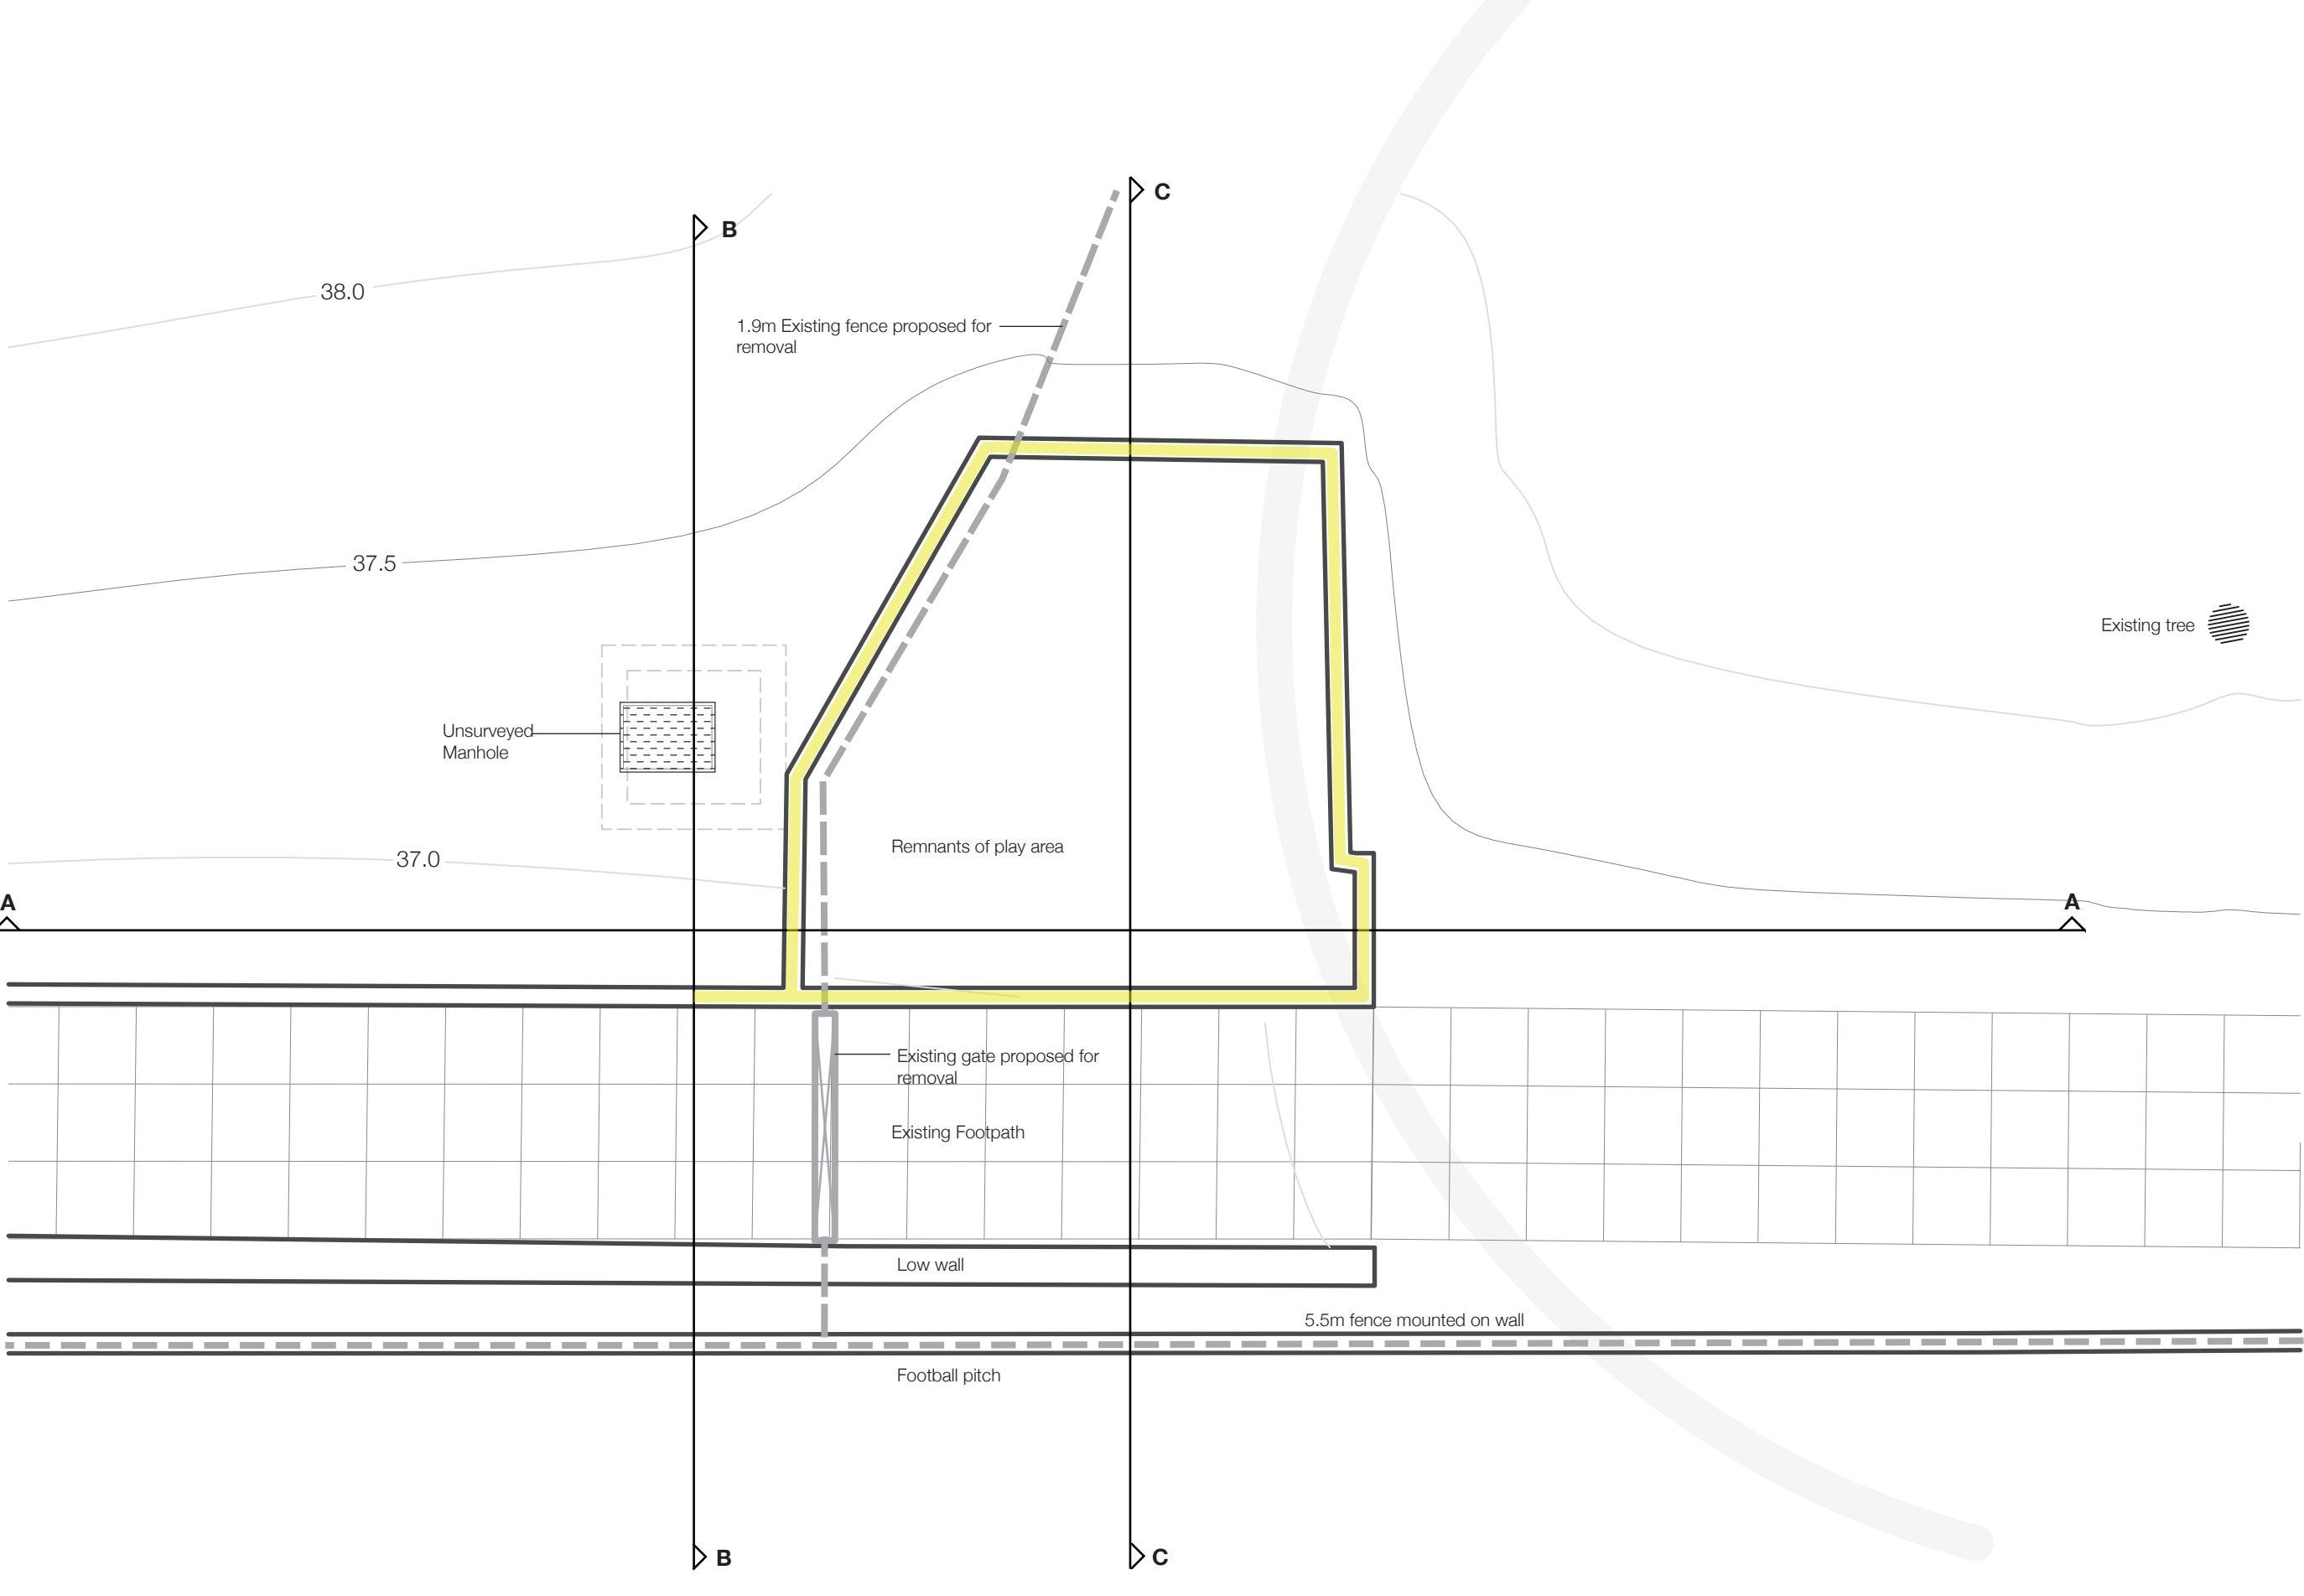 C
B
38.0
1.9m Existing fence proposed for
removal
37.5
Existing tree
Unsurveyed
Manhole
Remnants of play area
37.0
A
A
Existing gate proposed for
removal
Existing Footpath
Low wall
5.5m fence mounted on wall
Football pitch
B
C